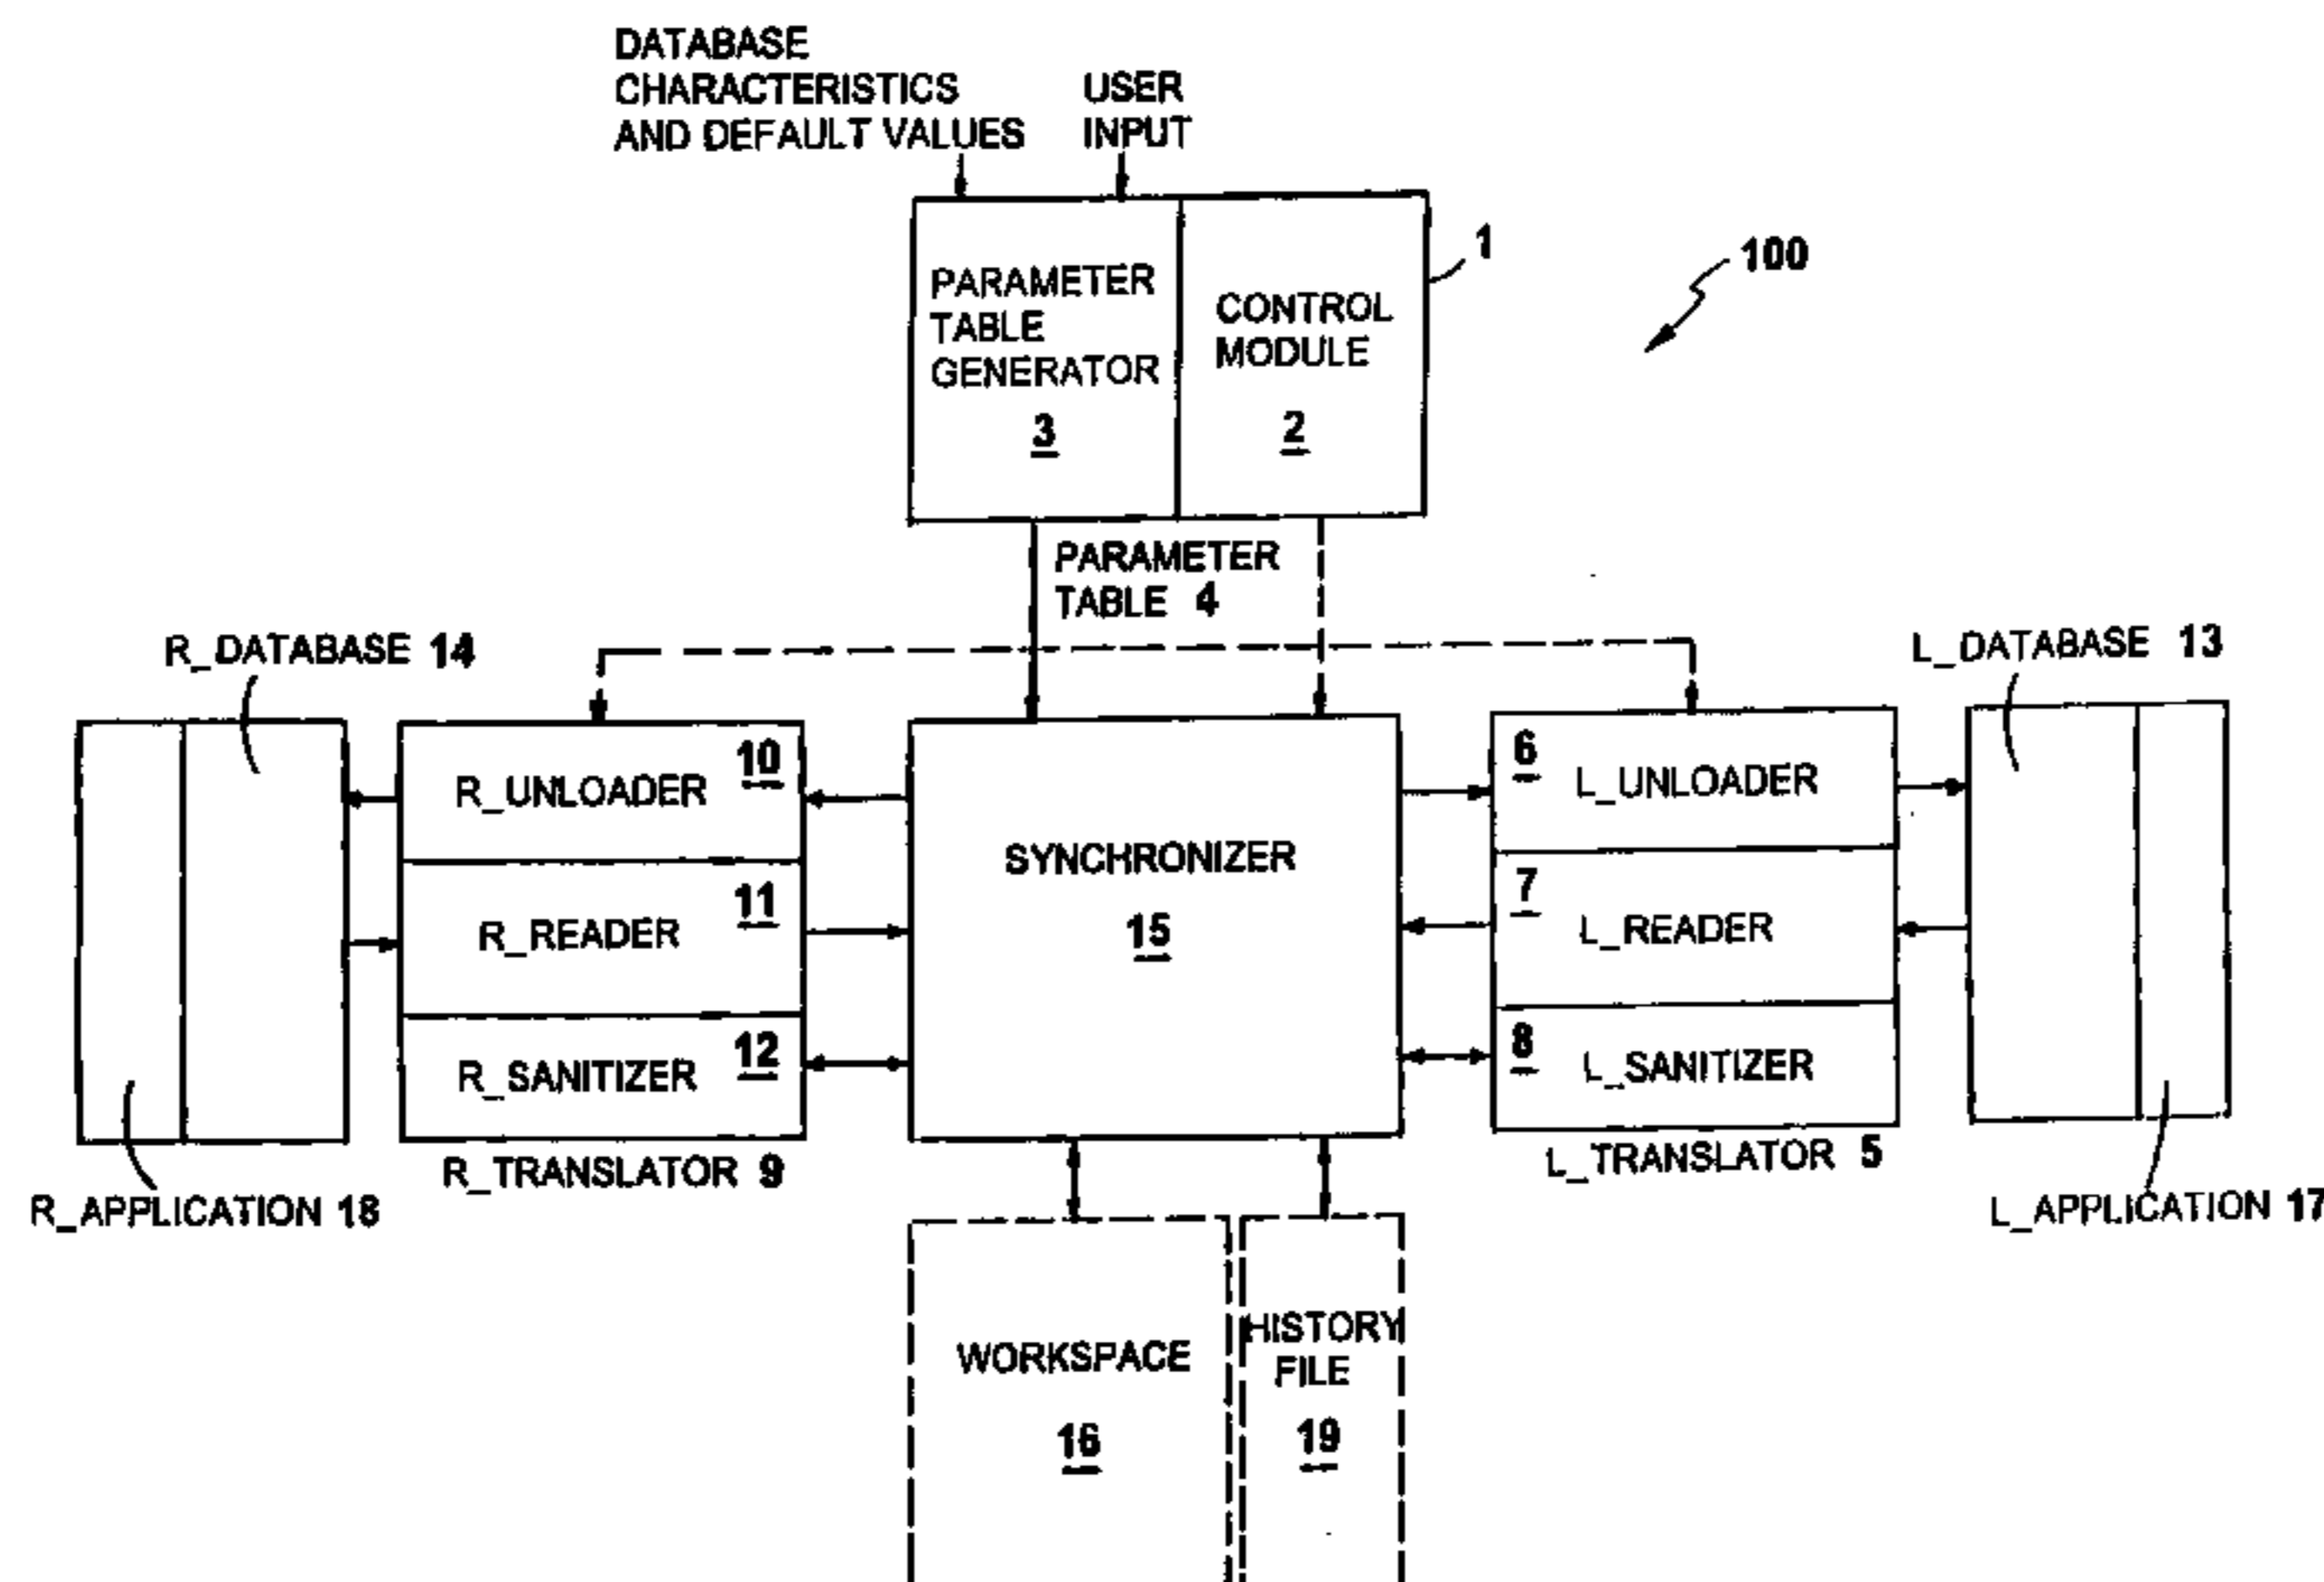 DATABASE
CHARACTERISTICS
AND DEFAULT VALUES
USER
INPUT
1
100
PARAMETER
TABLE
GENERATOR
3
CONTROL
MODULE
2
PARAMETER
TABLE 4
R_DATABASE 14
L_DATABASE 13
10
R_UNLOADER
11
R_READER
12
R_SANITIZER
SYNCHRONIZER
15
6
L_UNLOADER
7
L_READER
8
L_SANITIZER
R_TRANSLATOR 9
L_TRANSLATOR 5
R_APPLICATION 18
L_APPLICATION 17
WORKSPACE
16
HISTORY
FILE
19